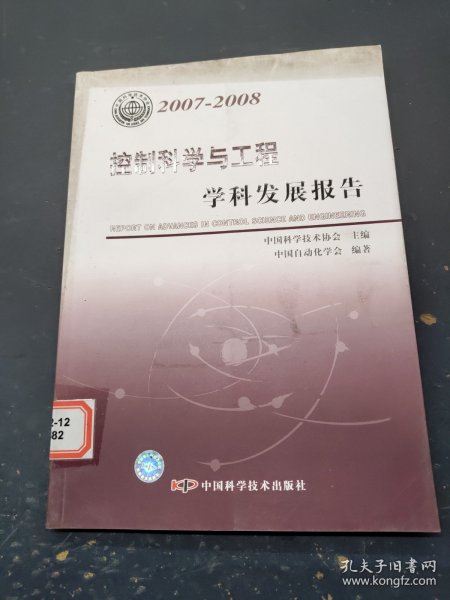 2007-2008
控制科学与工程
学科发展报告
REPORT ON ADVANCES IN CONTROL SCIENCE AND ENGINEERING
中国科学技术协会 主编
中国自动化学会 编著
2-12
82
中国科学技术出版社
孔夫子旧书网
www.kongfz.com